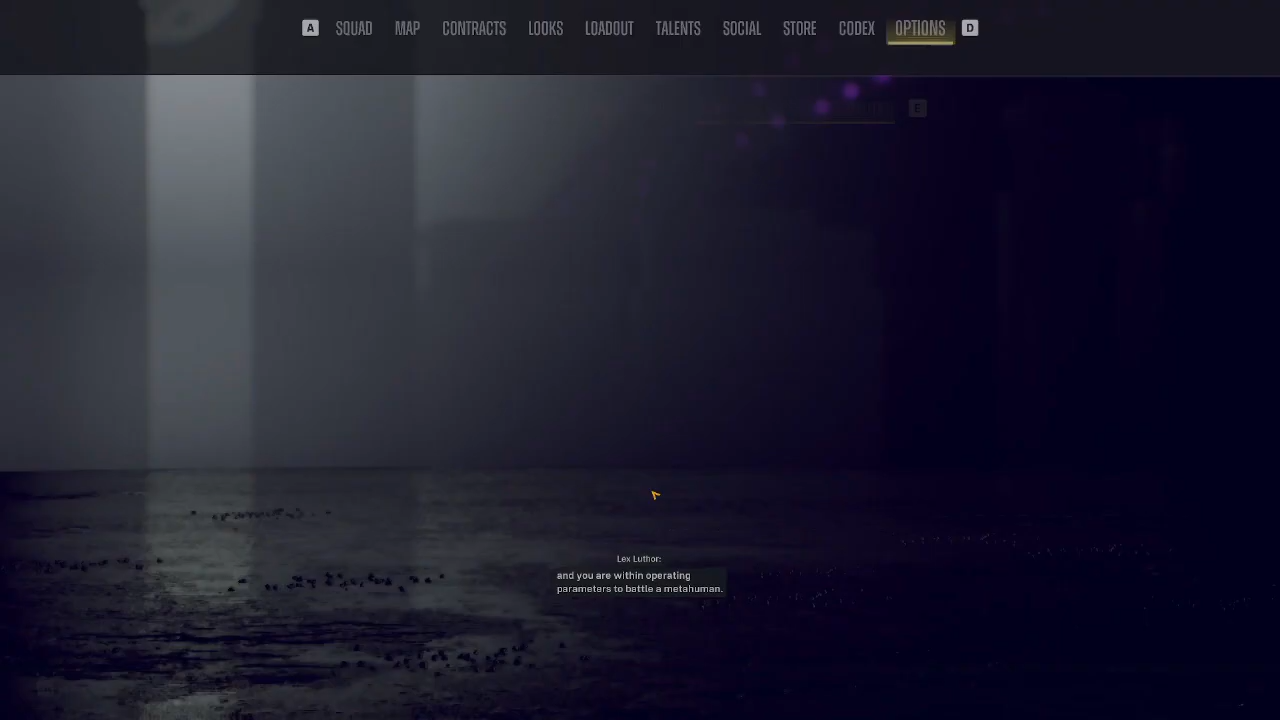 A SQUAD MAP CONTRACTS LOOKS LOADOUT TALENTS SOCIAL STORE CODEX OPTIONS D
E
Lex Luthor:
and you are within operating
parameters to battle a metahuman.